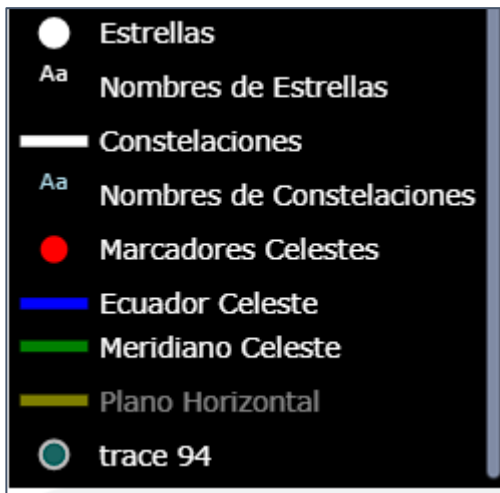 Estrellas
Aa
Nombres de Estrellas
Constelaciones
Aa
Nombres de Constelaciones
Marcadores Celestes
Ecuador Celeste
Meridiano Celeste
Plano Horizontal
trace 94